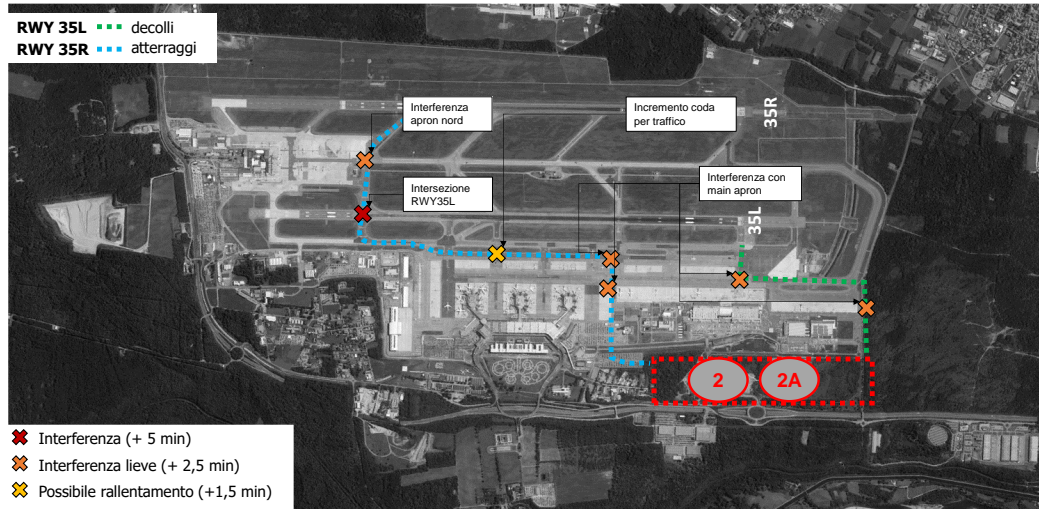 RWY 35L decolli
RWY 35R atterraggi
Interferenza
apron nord
Incremento coda
per traffico
35R
Intersezione
RWY35L
Interferenza con
main apron
35L
2
2A
Interferenza (+ 5 min)
Interferenza lieve (+ 2,5 min)
Possibile rallentamento (+1,5 min)